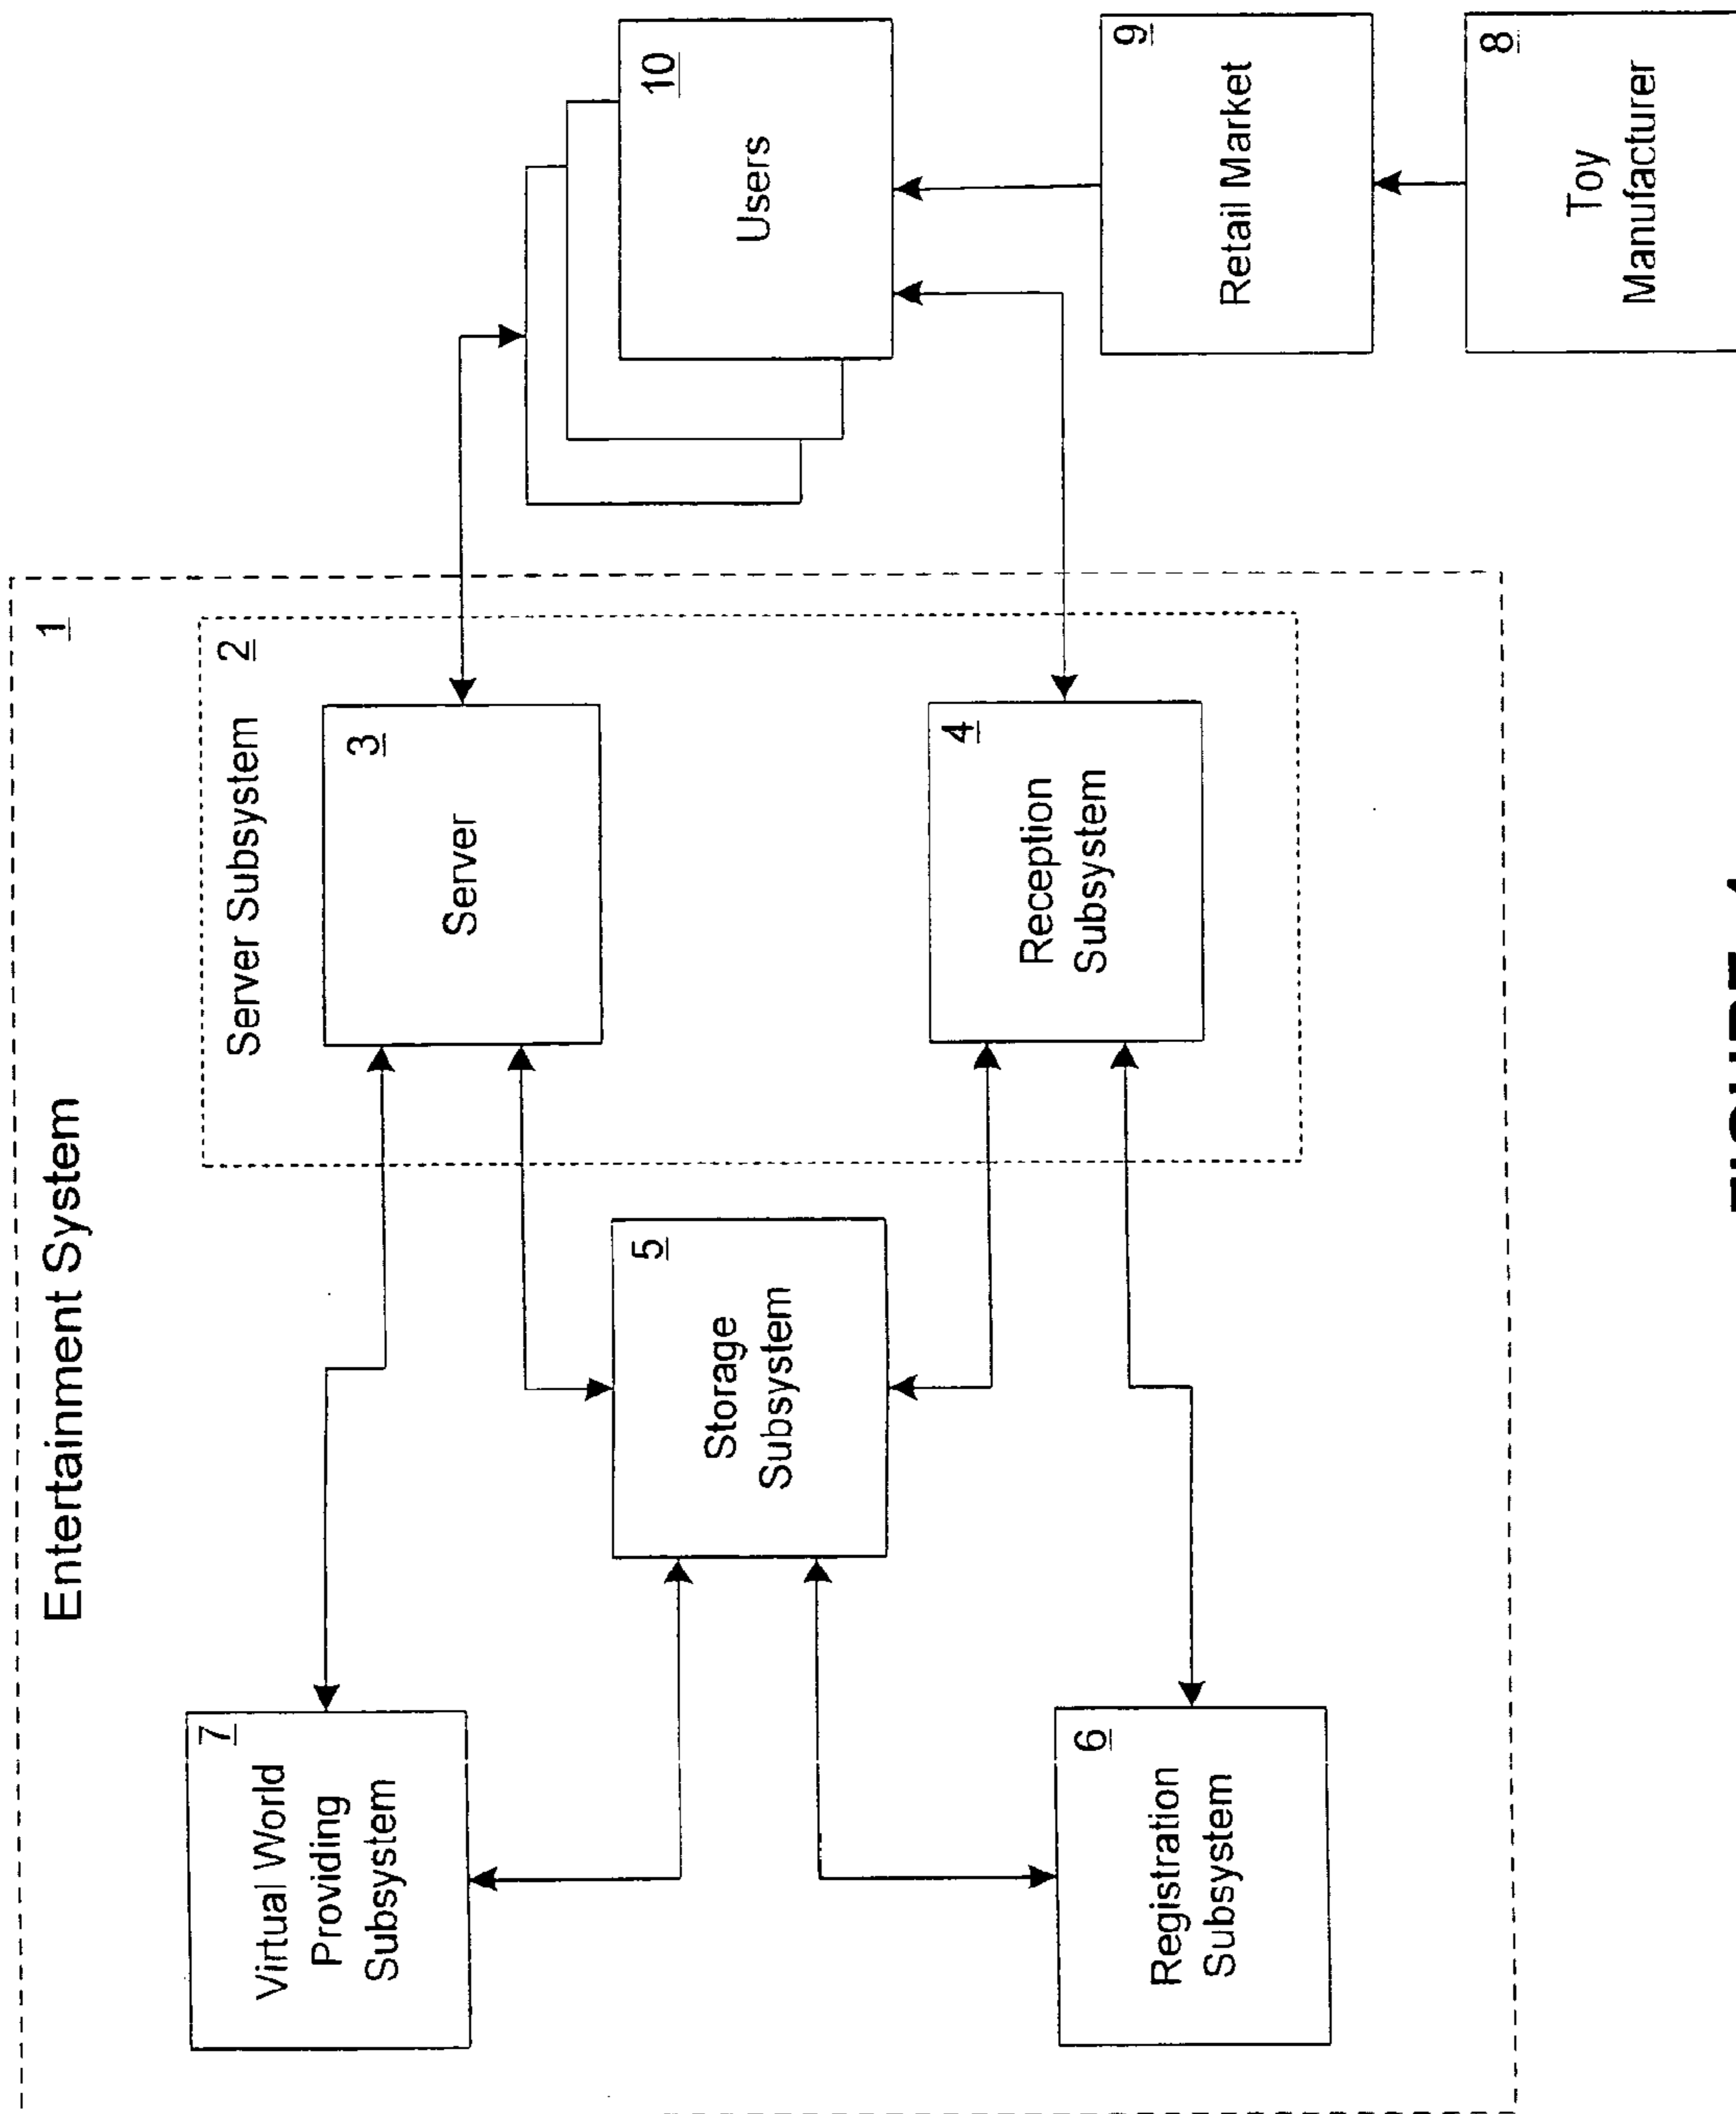 Entertainment System
1
Server Subsystem 2
7
Virtual World
Providing
Subsystem
3
Server
10
Users
5
Storage
Subsystem
6
Registration
Subsystem
4
Reception
Subsystem
9
Retail Market
8
Toy
Manufacturer